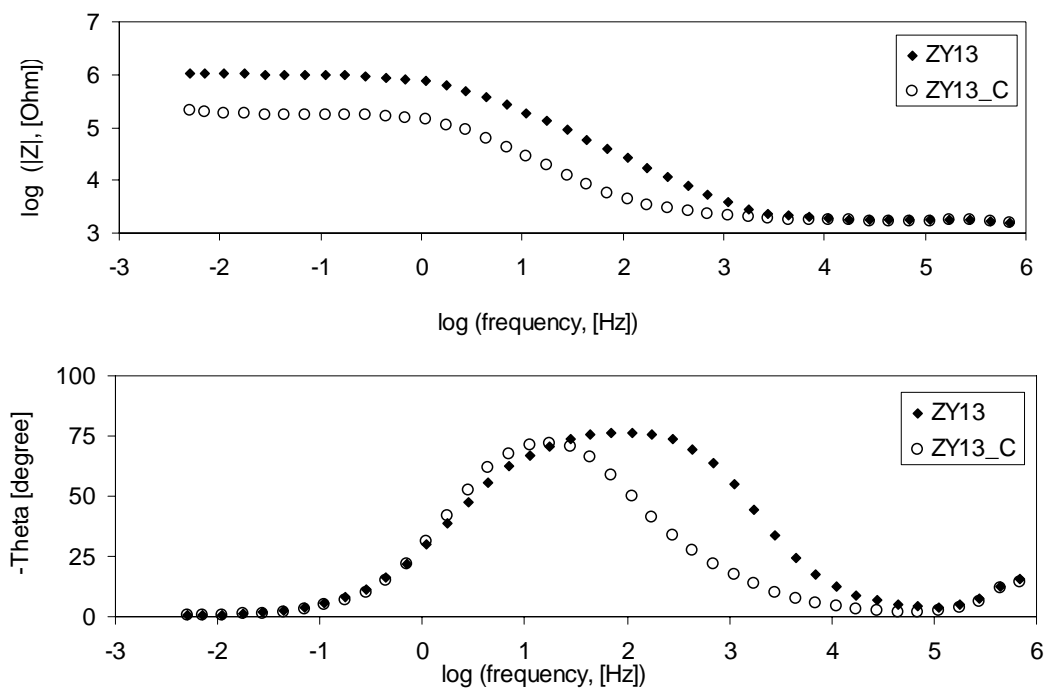 7
6
5
4
3
log (|Z|, [Ohm])
ZY13
ZY13_C
-3 -2 -1 0 1 2 3 4 5 6
log (frequency, [Hz])
100
75
50
25
0
-Theta [degree]
ZY13
ZY13_C
-3 -2 -1 0 1 2 3 4 5 6
log (frequency, [Hz])